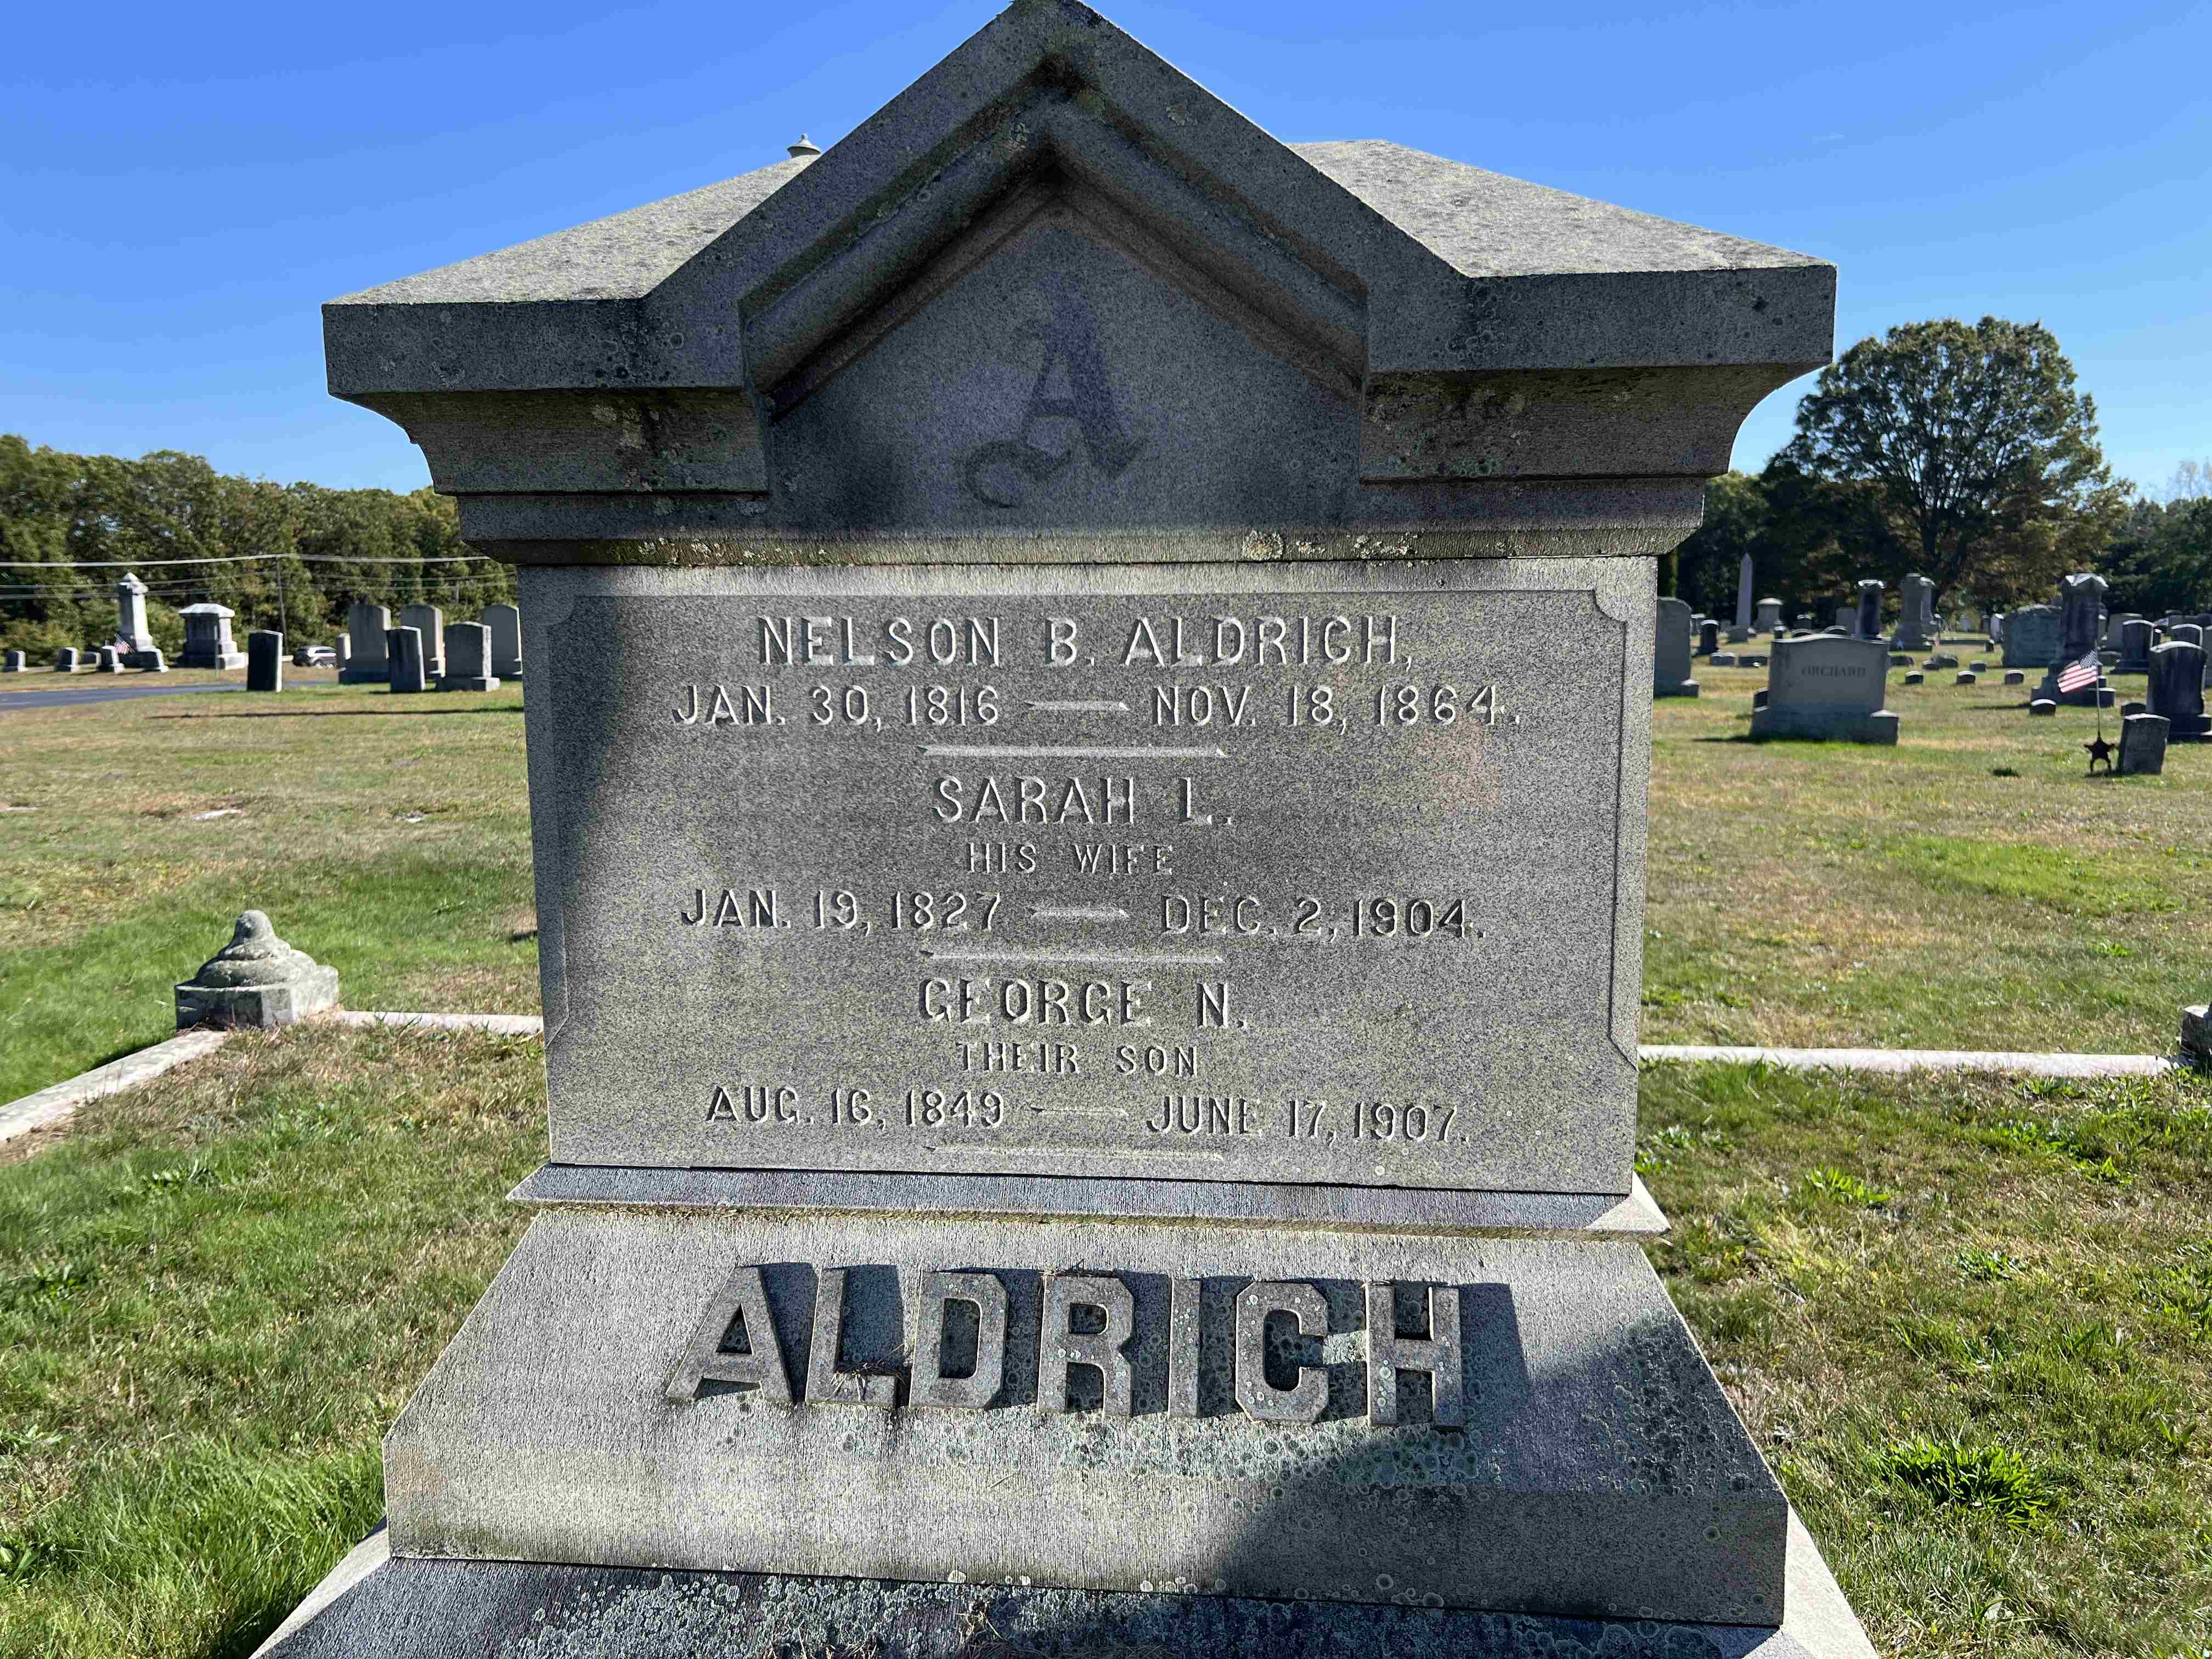 A
NELSON B. ALDRICH,
JAN. 30, 1816 — NOV. 18, 1864.
SARAH L.
HIS WIFE
JAN. 19, 1827 — DEC. 2, 1904.
GEORGE N.
THEIR SON
AUG. 16, 1849 — JUNE 17, 1907.
ALDRICH
ORCHARD